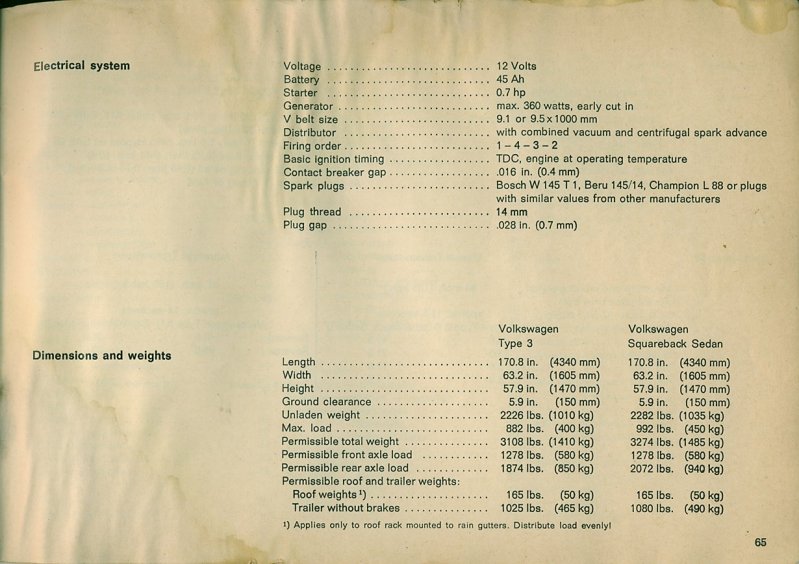 Electrical system
Voltage ............................ 12 Volts
Battery ............................ 45 Ah
Starter ............................ 0.7 hp
Generator .......................... max. 360 watts, early cut in
V belt size ......................... 9.1 or 9.5 x 1000 mm
Distributor ......................... with combined vacuum and centrifugal spark advance
Firing order ......................... 1 – 4 – 3 – 2
Basic ignition timing ................. TDC, engine at operating temperature
Contact breaker gap ................. .016 in. (0.4 mm)
Spark plugs ........................ Bosch W 145 T 1, Beru 145/14, Champion L 88 or plugs
with similar values from other manufacturers
Plug thread ........................ 14 mm
Plug gap ........................... .028 in. (0.7 mm)
Volkswagen Volkswagen
Type 3 Squareback Sedan
Dimensions and weights
Length ............................. 170.8 in. (4340 mm) 170.8 in. (4340 mm)
Width ............................. 63.2 in. (1605 mm) 63.2 in. (1605 mm)
Height ............................. 57.9 in. (1470 mm) 57.9 in. (1470 mm)
Ground clearance ................... 5.9 in. (150 mm) 5.9 in. (150 mm)
Unladen weight ..................... 2226 lbs. (1010 kg) 2282 lbs. (1035 kg)
Max. load .......................... 882 lbs. (400 kg) 992 lbs. (450 kg)
Permissible total weight .............. 3108 lbs. (1410 kg) 3274 lbs. (1485 kg)
Permissible front axle load ............ 1278 lbs. (580 kg) 1278 lbs. (580 kg)
Permissible rear axle load ............. 1874 lbs. (850 kg) 2072 lbs. (940 kg)
Permissible roof and trailer weights:
Roof weights ¹) .................... 165 lbs. (50 kg) 165 lbs. (50 kg)
Trailer without brakes .............. 1025 lbs. (465 kg) 1080 lbs. (490 kg)
¹) Applies only to roof rack mounted to rain gutters. Distribute load evenly!
65